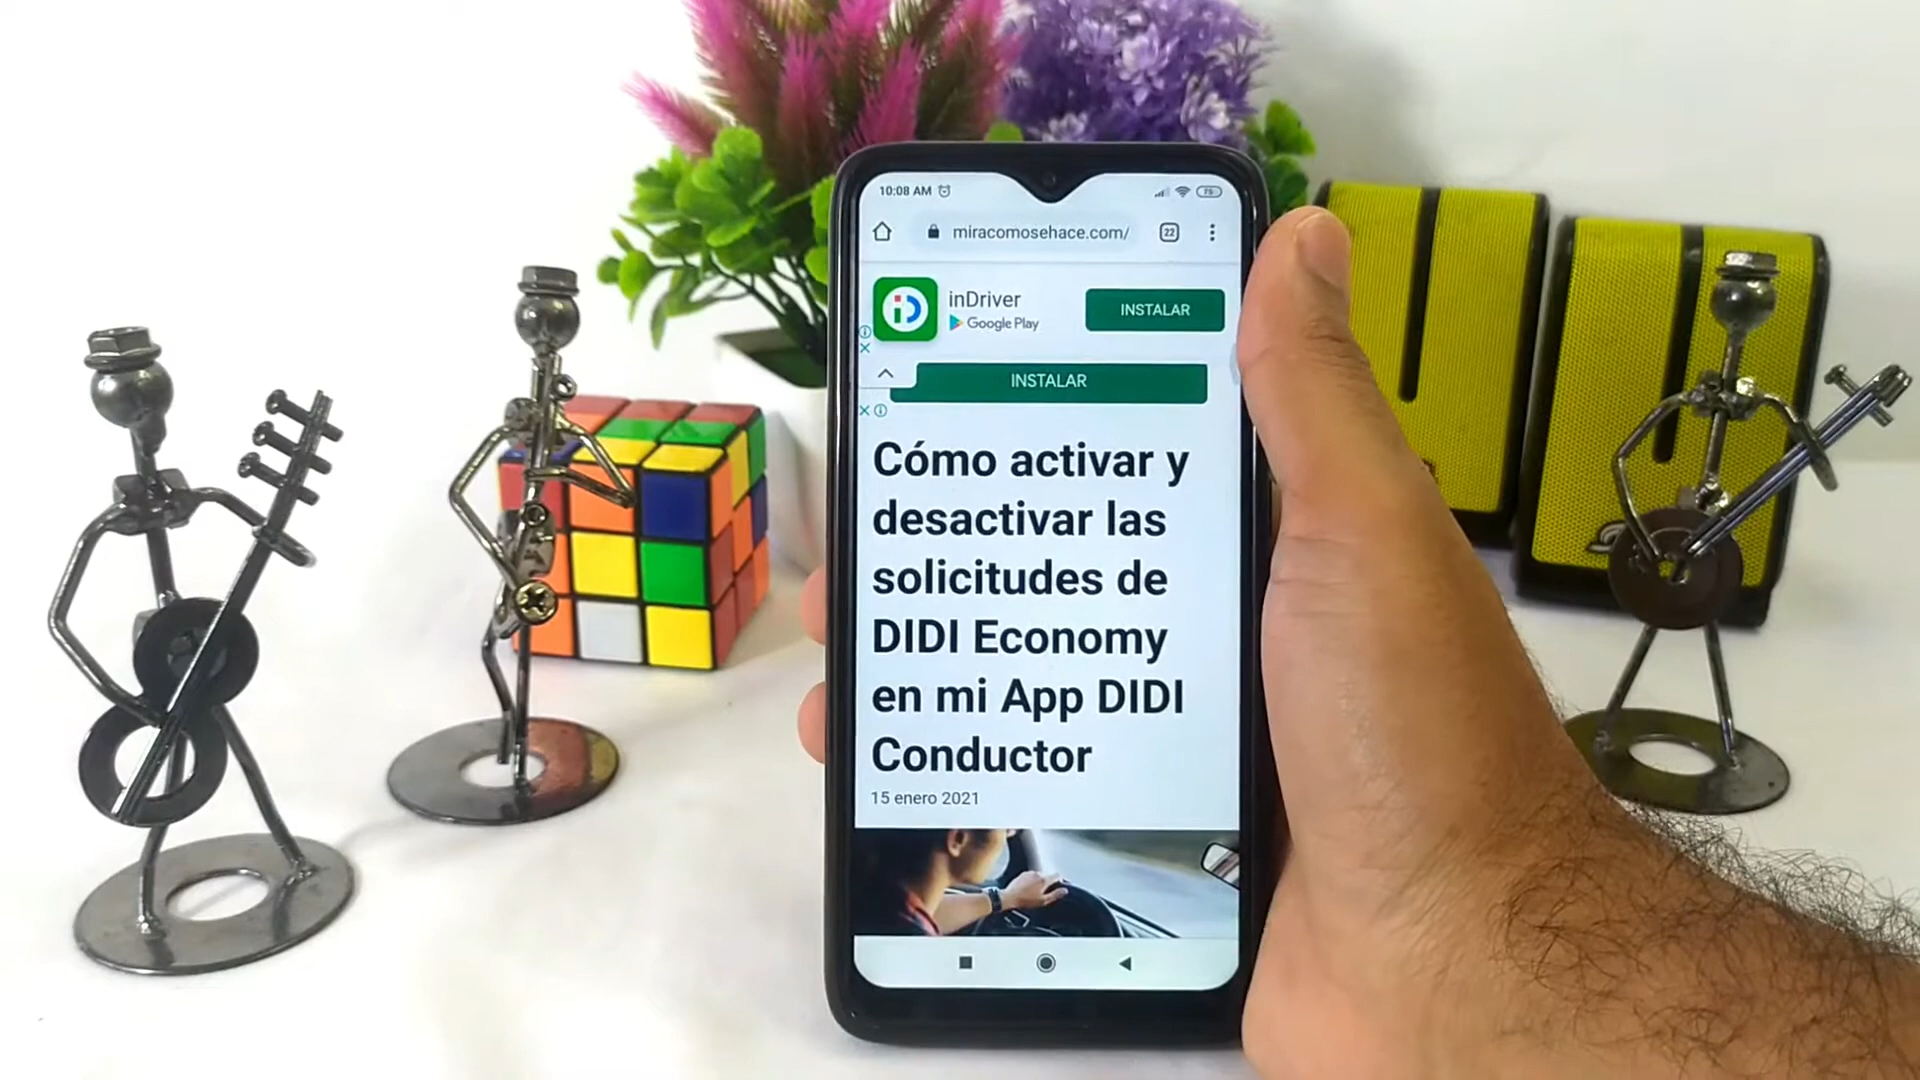 10:08 AM
75
miracomosehace.com/
22
inDriver
Google Play
INSTALAR
INSTALAR
Cómo activar y
desactivar las
solicitudes de
DIDI Economy
en mi App DIDI
Conductor
15 enero 2021